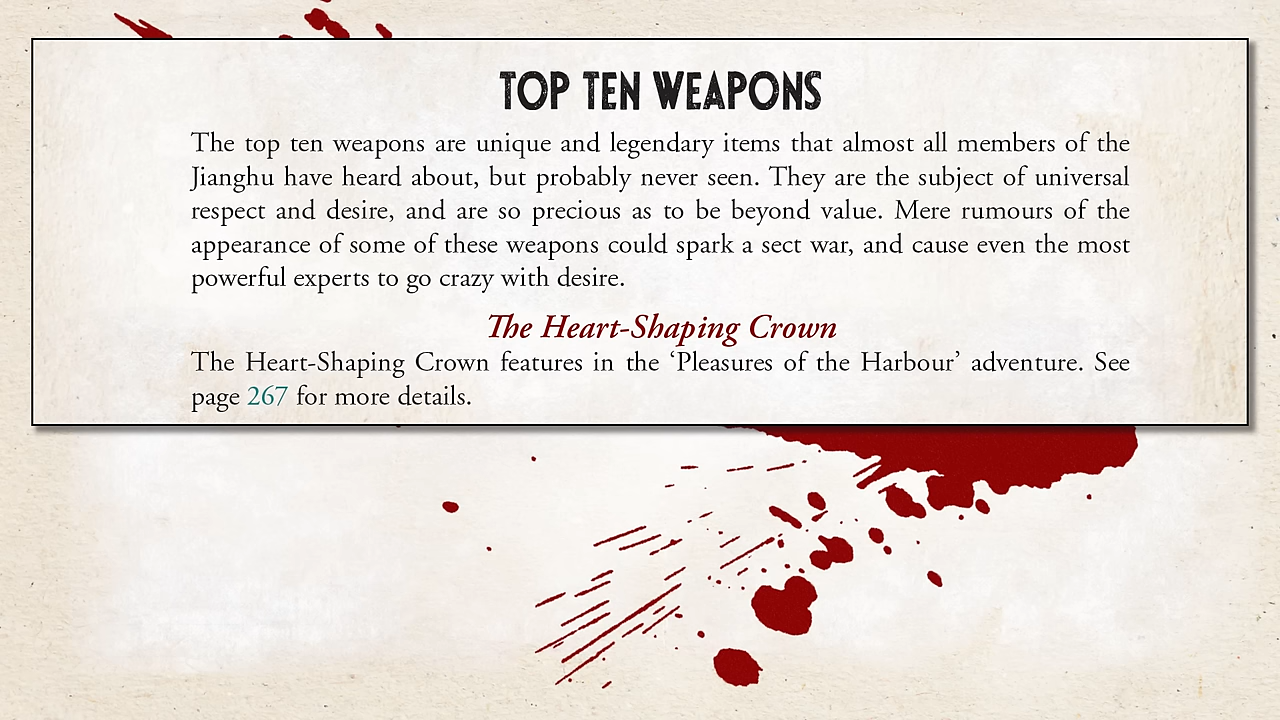 TOP TEN WEAPONS
The top ten weapons are unique and legendary items that almost all members of the
Jianghu have heard about, but probably never seen. They are the subject of universal
respect and desire, and are so precious as to be beyond value. Mere rumours of the
appearance of some of these weapons could spark a sect war, and cause even the most
powerful experts to go crazy with desire.
The Heart-Shaping Crown
The Heart-Shaping Crown features in the ‘Pleasures of the Harbour’ adventure. See
page 267 for more details.